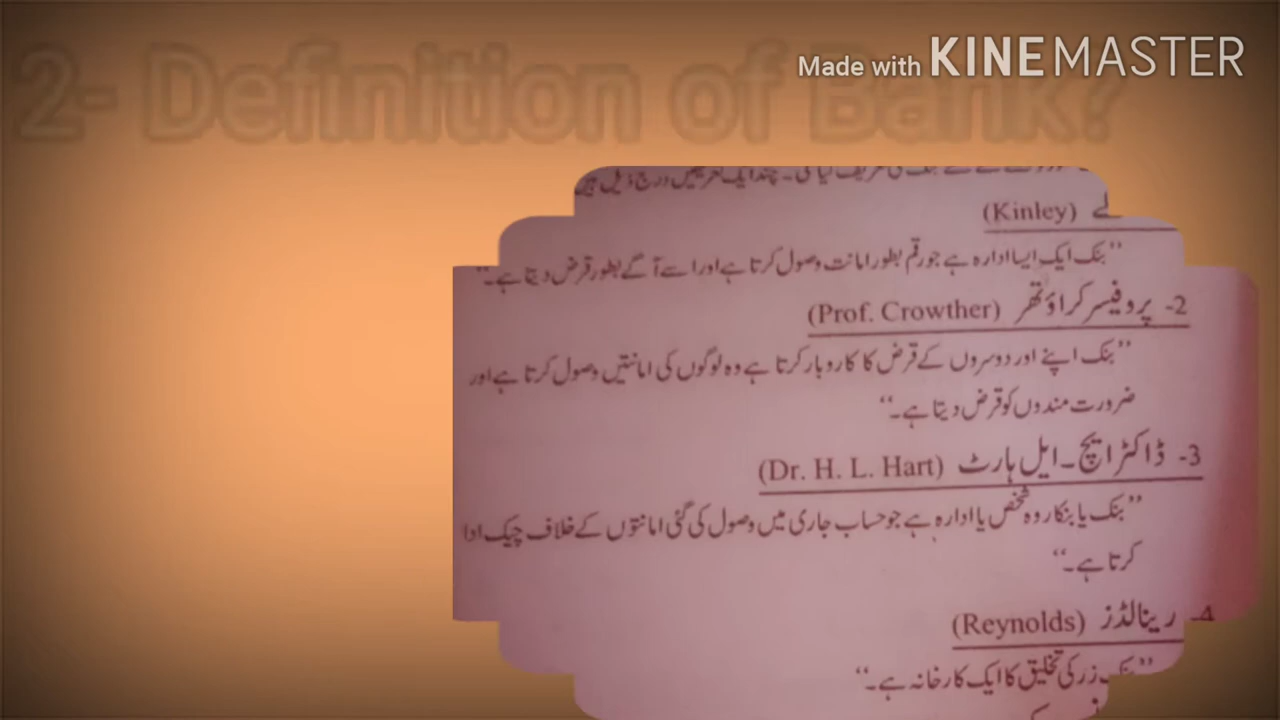 Made with KINEMASTER
2- Definition of Bank?
درج ذیل ہیں
لے (Kinley)
”بنک ایک ایسا ادارہ ہے جو رقم بطور امانت وصول کرتا ہے اور اسے آگے بطور قرض دیتا ہے۔“
2- پروفیسر کراؤتھر (Prof. Crowther)
”بنک اپنے اور دوسروں کے قرض کا کاروبار کرتا ہے وہ لوگوں کی امانتیں وصول کرتا ہے اور
ضرورت مندوں کو قرض دیتا ہے۔“
3- ڈاکٹر ایچ۔ ایل ہارٹ (Dr. H. L. Hart)
”بنک یا بنکار وہ شخص یا ادارہ ہے جو حساب جاری میں وصول کی گئی امانتوں کے خلاف چیک ادا
کرتا ہے۔“
4- رینالڈز (Reynolds)
”بنک زر کی تخلیق کا ایک کارخانہ ہے۔“